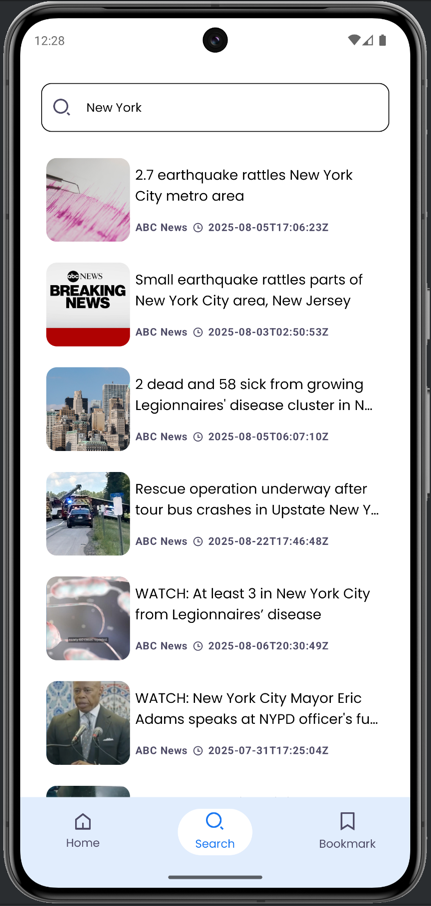 12:28
New York
2.7 earthquake rattles New York
City metro area
ABC News 2025-08-05T17:06:23Z
abc NEWS
BREAKING
NEWS
Small earthquake rattles parts of
New York City area, New Jersey
ABC News 2025-08-03T02:50:53Z
2 dead and 58 sick from growing
Legionnaires' disease cluster in N...
ABC News 2025-08-05T06:07:10Z
Rescue operation underway after
tour bus crashes in Upstate New Y...
ABC News 2025-08-22T17:46:48Z
WATCH: At least 3 in New York City
from Legionnaires’ disease
ABC News 2025-08-06T20:30:49Z
WATCH: New York City Mayor Eric
Adams speaks at NYPD officer's fu...
ABC News 2025-07-31T17:25:04Z
Home
Search
Bookmark